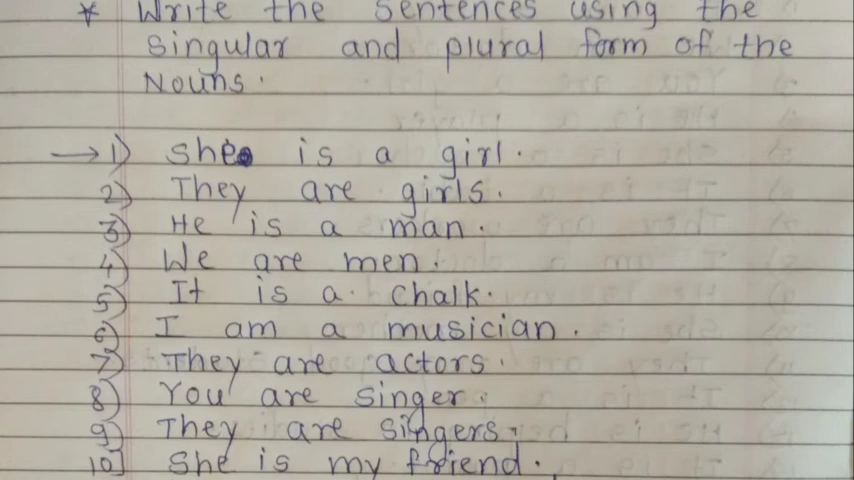 * Write the sentences using the
singular and plural form of the
Nouns.
→ 1) She is a girl.
2) They are girls.
3) He is a man.
4) We are men.
5) It is a chalk.
6) I am a musician.
7) They are actors.
8) You are singer.
9) They are singers.
10) She is my friend.